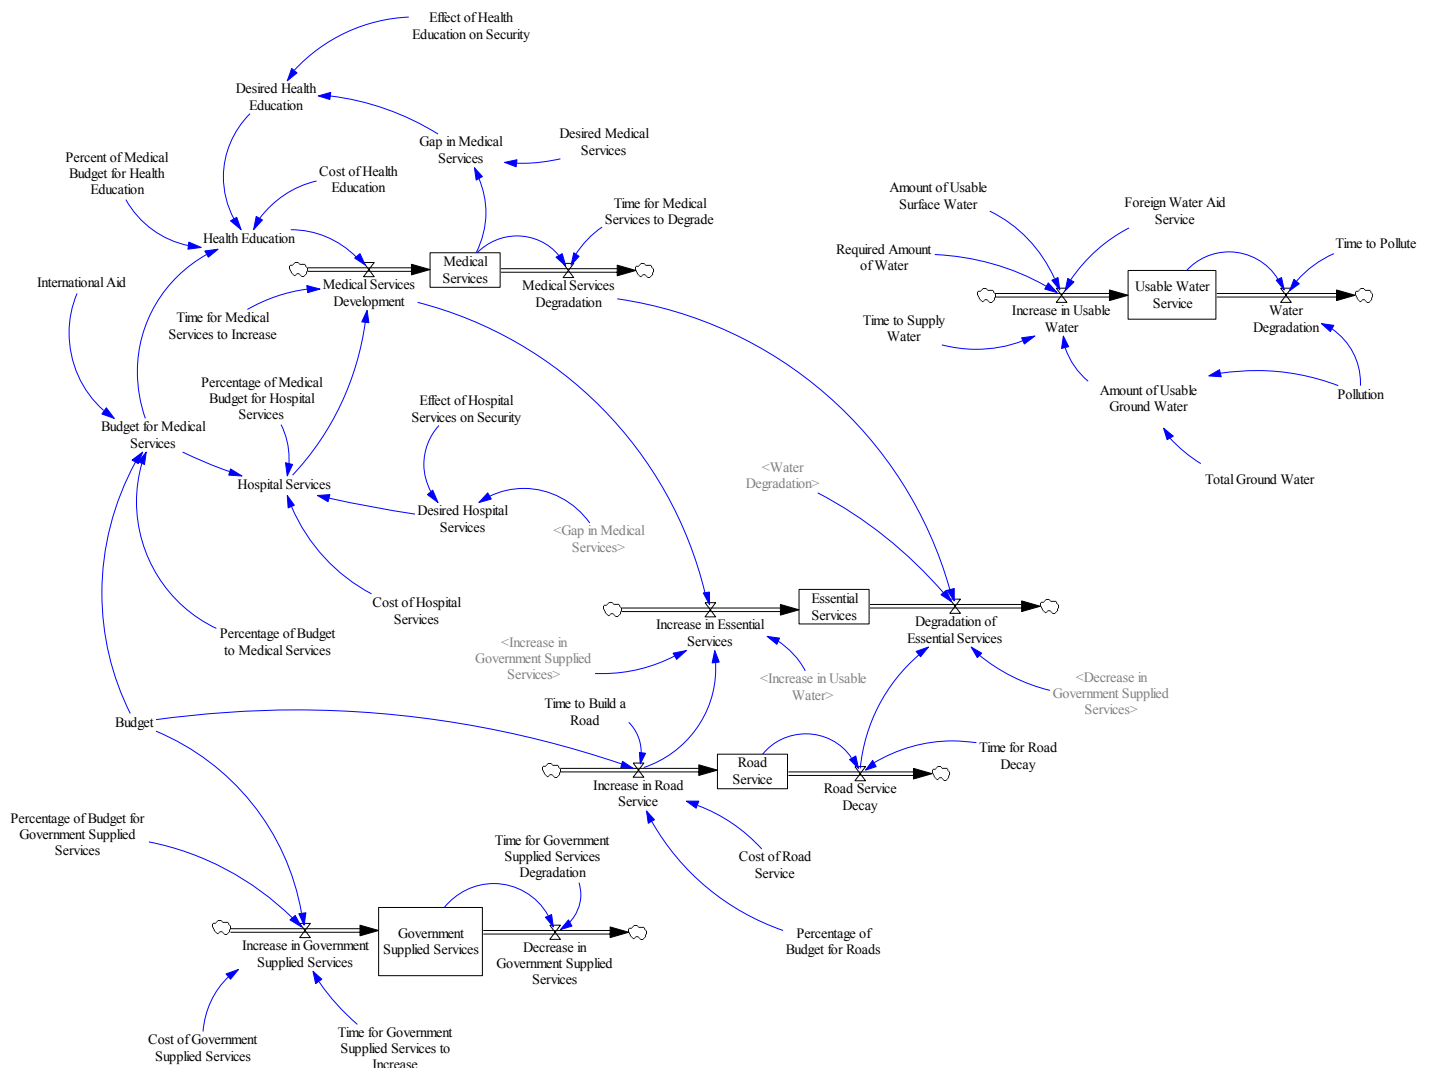 Effect of Health
Education on Security
Desired Health
Education
Gap in Medical
Services
Desired Medical
Services
Percent of Medical
Budget for Health
Education
Cost of Health
Education
Time for Medical
Services to Degrade
Health Education
Medical
Services
International Aid
Medical Services
Development
Medical Services
Degradation
Time for Medical
Services to Increase
Percentage of Medical
Budget for Hospital
Services
Effect of Hospital
Services on Security
Budget for Medical
Services
Hospital Services
Desired Hospital
Services
<Gap in Medical
Services>
Cost of Hospital
Services
Percentage of Budget
to Medical Services
Amount of Usable
Surface Water
Foreign Water Aid
Service
Required Amount
of Water
Time to Pollute
Usable Water
Service
Increase in Usable
Water
Water
Degradation
Time to Supply
Water
Amount of Usable
Ground Water
Pollution
Total Ground Water
<Water
Degradation>
Essential
Services
Increase in Essential
Services
Degradation of
Essential Services
<Increase in
Government Supplied
Services>
<Increase in Usable
Water>
<Decrease in
Government Supplied
Services>
Budget
Time to Build a
Road
Road
Service
Time for Road
Decay
Increase in Road
Service
Road Service
Decay
Percentage of Budget for
Government Supplied
Services
Time for Government
Supplied Services
Degradation
Cost of Road
Service
Percentage of
Budget for Roads
Government
Supplied Services
Increase in Government
Supplied Services
Decrease in
Government Supplied
Services
Cost of Government
Supplied Services
Time for Government
Supplied Services to
Increase